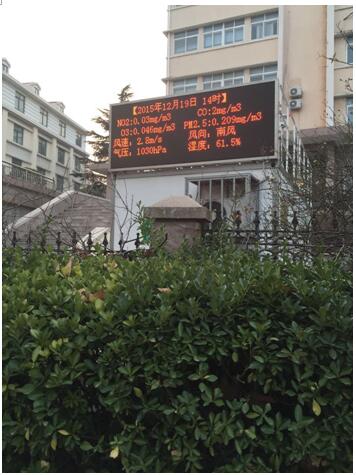 【2015年12月19日 14时】
NO2:0.03mg/m3 CO:2mg/m3
O3:0.046mg/m3 PM2.5:0.209mg/m3
风速: 2.8m/s 风向: 南风
气压: 1030hPa 湿度: 61.5%